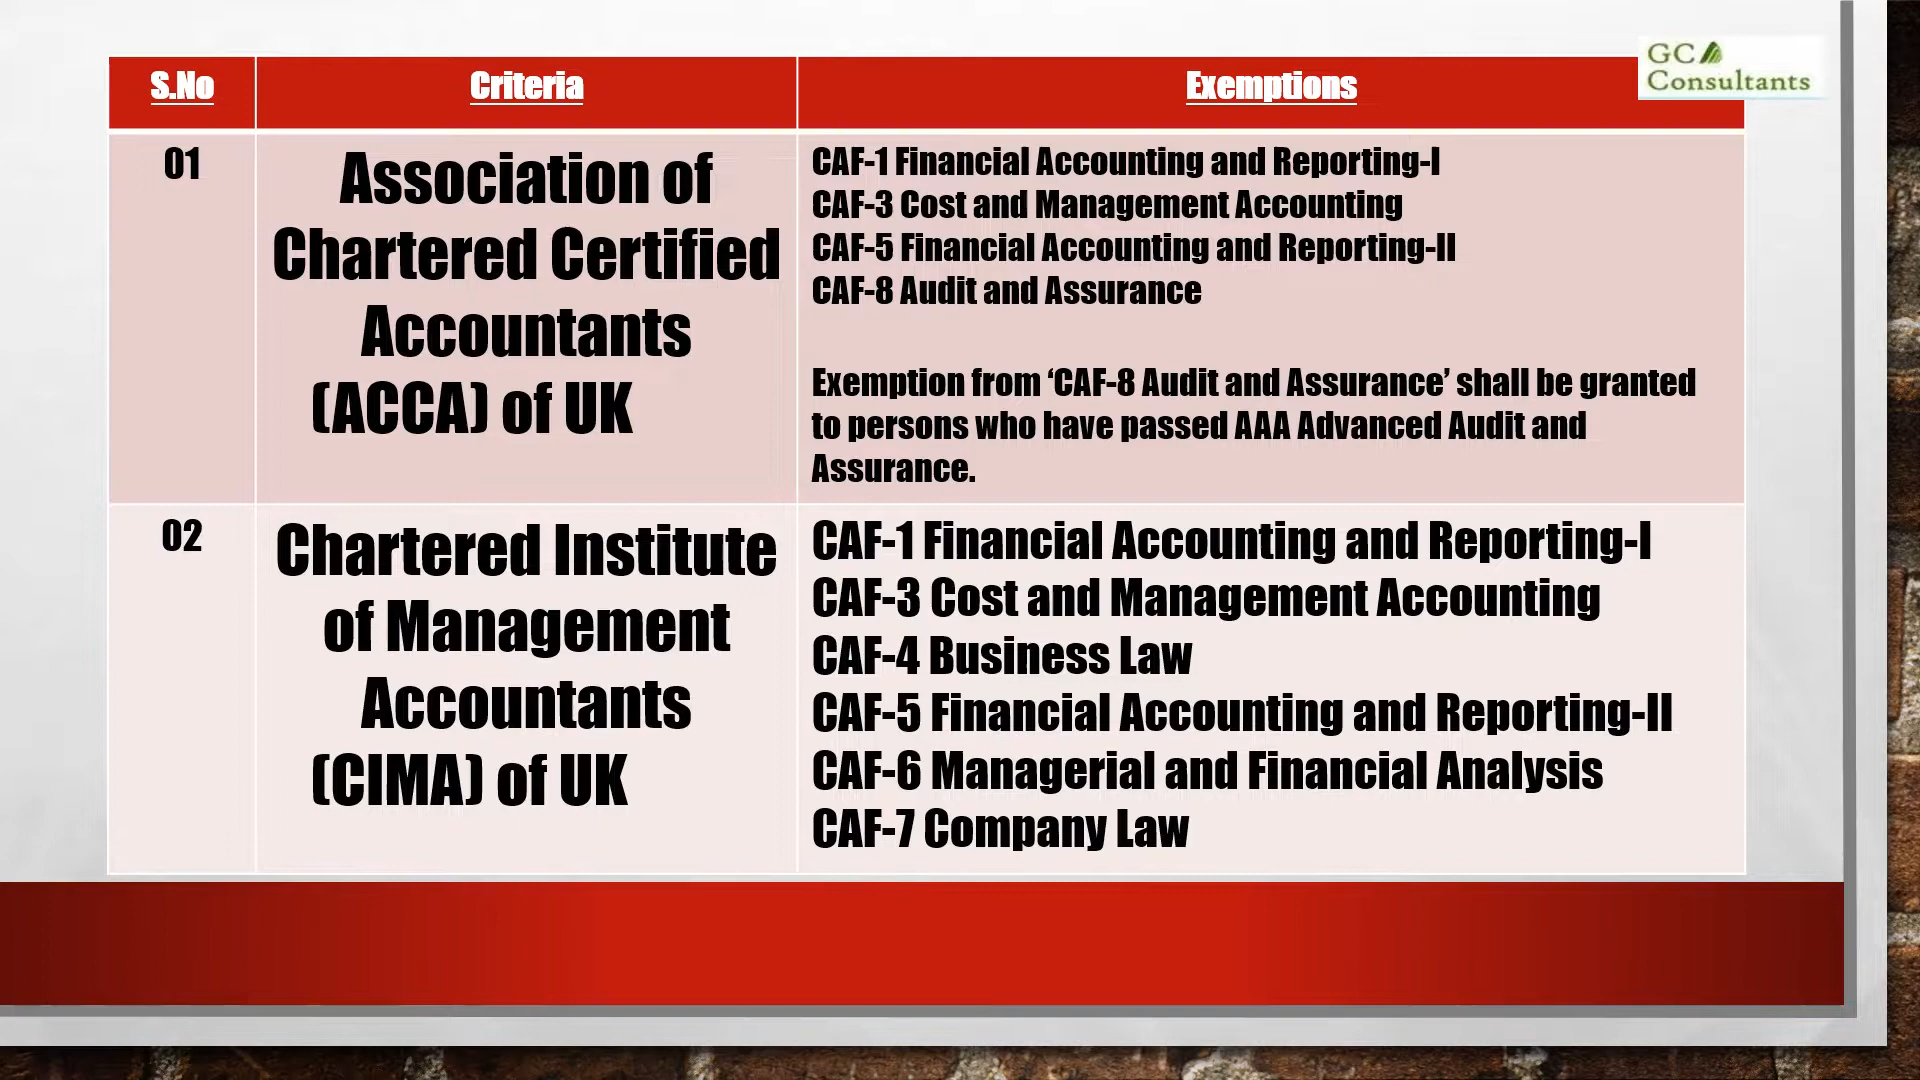 GCA
Consultants
S.No
Criteria
Exemptions
01
Association of
Chartered Certified
Accountants
(ACCA) of UK
CAF-1 Financial Accounting and Reporting-I
CAF-3 Cost and Management Accounting
CAF-5 Financial Accounting and Reporting-II
CAF-8 Audit and Assurance
Exemption from ‘CAF-8 Audit and Assurance’ shall be granted
to persons who have passed AAA Advanced Audit and
Assurance.
02
Chartered Institute
of Management
Accountants
(CIMA) of UK
CAF-1 Financial Accounting and Reporting-I
CAF-3 Cost and Management Accounting
CAF-4 Business Law
CAF-5 Financial Accounting and Reporting-II
CAF-6 Managerial and Financial Analysis
CAF-7 Company Law